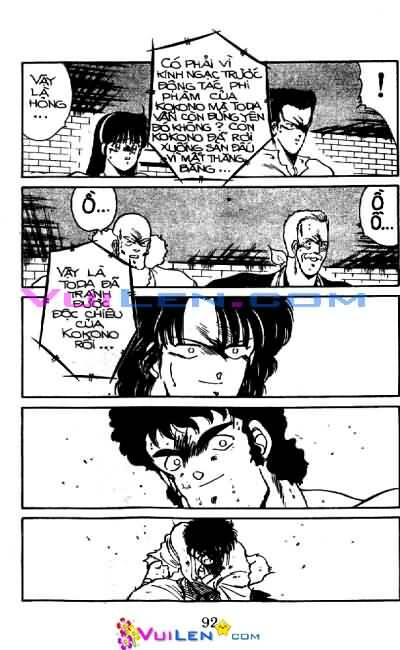 CÓ PHẢI VÌ
KINH NGẠC TRƯỚC
ĐỘNG TÁC PHI
PHÀM CỦA
KOKONO MÀ TODA
VẪN CÒN ĐỨNG YÊN
ĐÓ KHÔNG? CÒN
KOKONO ĐÃ RƠI
XUỐNG SÀN ĐẤU
VÌ MẤT THĂNG
BẰNG...
VẬY
LÀ
HỎNG
...
!
Ồ...
Ồ
Ồ...
VẬY LÀ
TODA ĐÃ
TRÁNH
ĐƯỢC
ĐỘC CHIÊU
CỦA
KOKONO
RỒI...
VUILEN.COM
92
VUILEN.COM